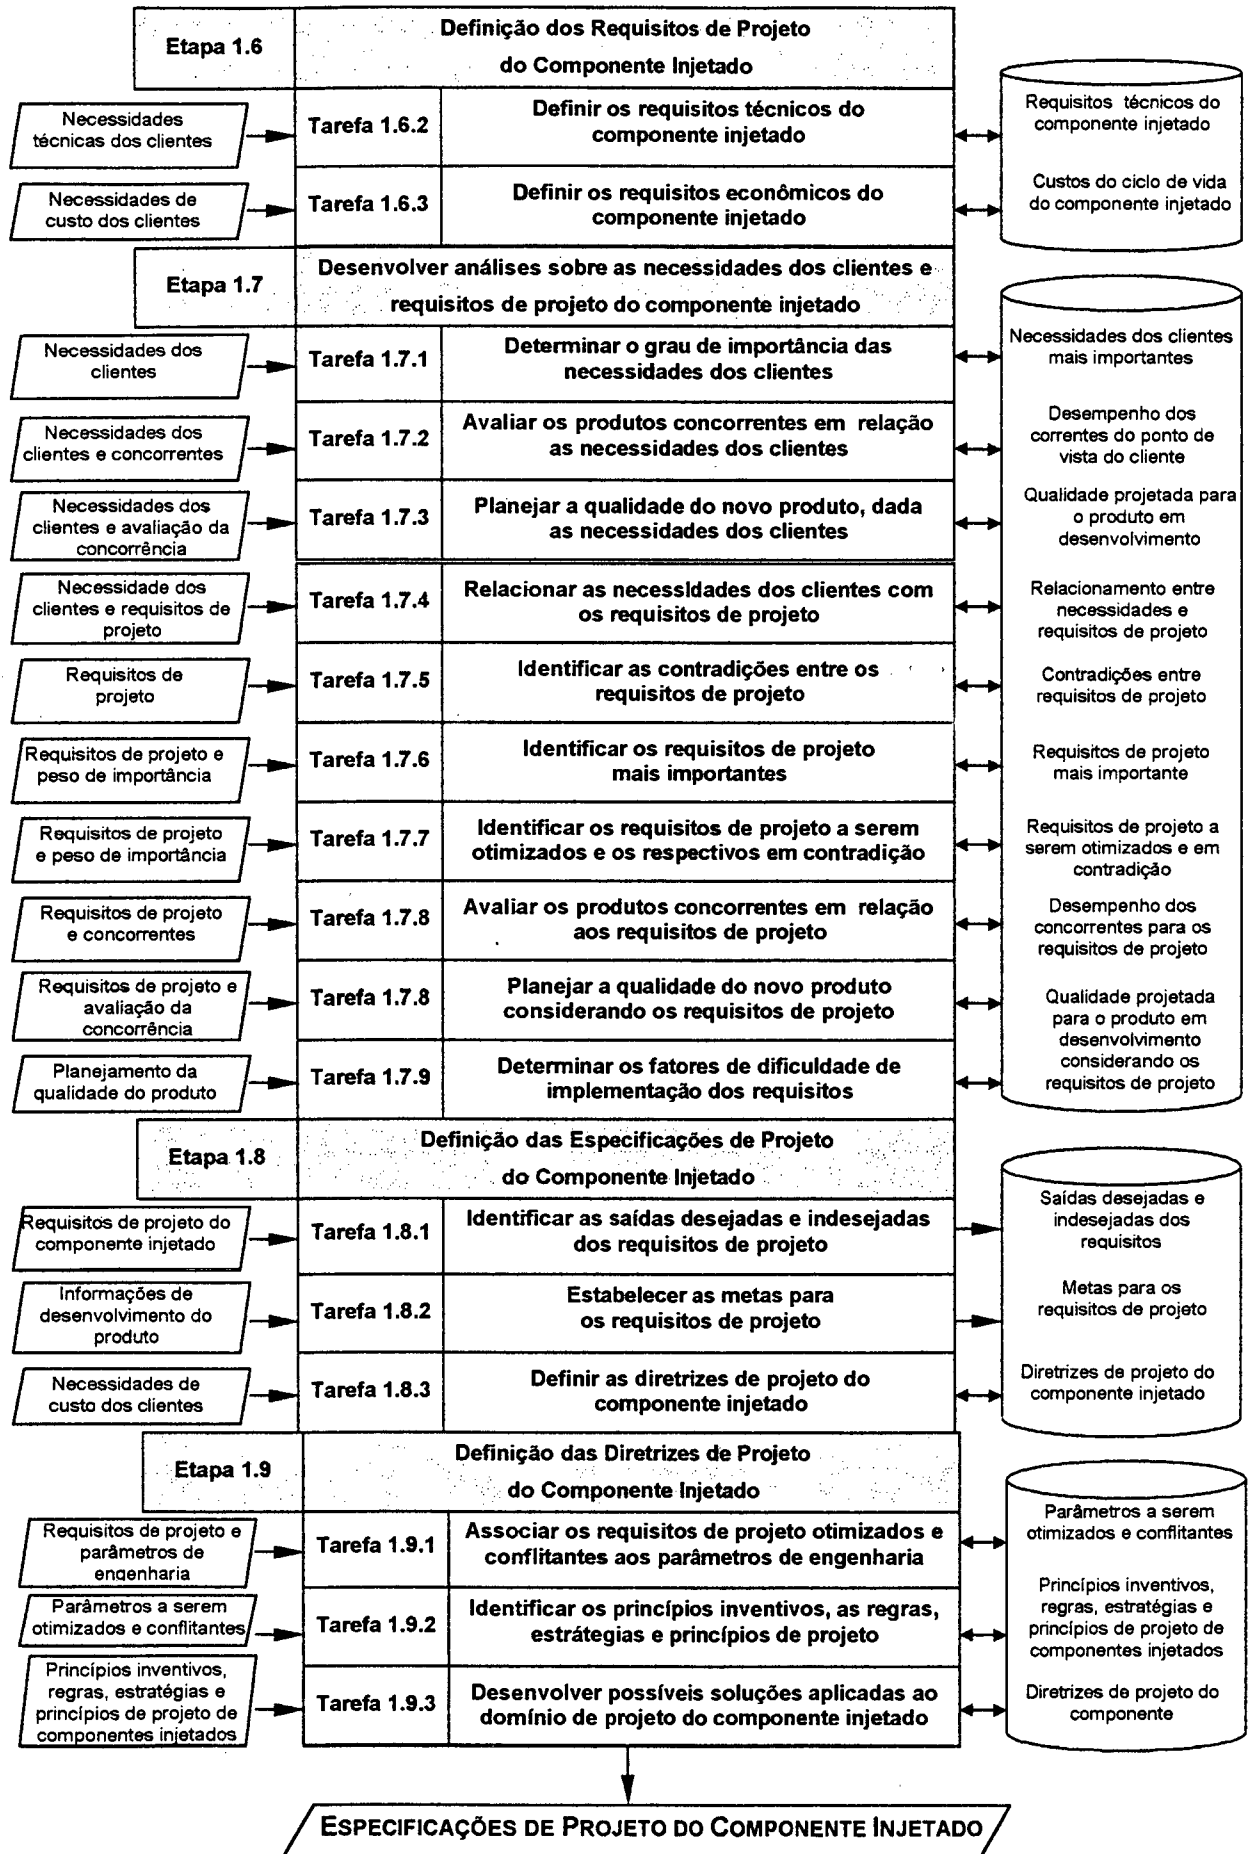 Etapa 1.6
Definição dos Requisitos de Projeto
do Componente Injetado
Necessidades
técnicas dos clientes
Tarefa 1.6.2
Definir os requisitos técnicos do
componente injetado
Requisitos técnicos do
componente injetado
Necessidades de
custo dos clientes
Tarefa 1.6.3
Definir os requisitos econômicos do
componente injetado
Custos do ciclo de vida
do componente injetado
Etapa 1.7
Desenvolver análises sobre as necessidades dos clientes e
requisitos de projeto do componente injetado
Necessidades dos
clientes
Tarefa 1.7.1
Determinar o grau de importância das
necessidades dos clientes
Necessidades dos clientes
mais importantes
Necessidades dos
clientes e concorrentes
Tarefa 1.7.2
Avaliar os produtos concorrentes em relação
as necessidades dos clientes
Desempenho dos
correntes do ponto de
vista do cliente
Necessidades dos
clientes e avaliação da
concorrência
Tarefa 1.7.3
Planejar a qualidade do novo produto, dada
as necessidades dos clientes
Qualidade projetada para
o produto em
desenvolvimento
Necessidade dos
clientes e requisitos de
projeto
Tarefa 1.7.4
Relacionar as necessidades dos clientes com
os requisitos de projeto
Relacionamento entre
necessidades e
requisitos de projeto
Requisitos de
projeto
Tarefa 1.7.5
Identificar as contradições entre os
requisitos de projeto
Contradições entre
requisitos de projeto
Requisitos de projeto e
peso de importância
Tarefa 1.7.6
Identificar os requisitos de projeto
mais importantes
Requisitos de projeto
mais importante
Requisitos de projeto
e peso de importância
Tarefa 1.7.7
Identificar os requisitos de projeto a serem
otimizados e os respectivos em contradição
Requisitos de projeto a
serem otimizados e em
contradição
Requisitos de projeto
e concorrentes
Tarefa 1.7.8
Avaliar os produtos concorrentes em relação
aos requisitos de projeto
Desempenho dos
concorrentes para os
requisitos de projeto
Requisitos de projeto e
avaliação da
concorrência
Tarefa 1.7.8
Planejar a qualidade do novo produto
considerando os requisitos de projeto
Qualidade projetada
para o produto em
desenvolvimento
considerando os
requisitos de projeto
Planejamento da
qualidade do produto
Tarefa 1.7.9
Determinar os fatores de dificuldade de
implementação dos requisitos
Etapa 1.8
Definição das Especificações de Projeto
do Componente Injetado
Requisitos de projeto do
componente injetado
Tarefa 1.8.1
Identificar as saídas desejadas e indesejadas
dos requisitos de projeto
Saídas desejadas e
indesejadas dos
requisitos
Informações de
desenvolvimento do
produto
Tarefa 1.8.2
Estabelecer as metas para
os requisitos de projeto
Metas para os
requisitos de projeto
Necessidades de
custo dos clientes
Tarefa 1.8.3
Definir as diretrizes de projeto do
componente injetado
Diretrizes de projeto do
componente injetado
Etapa 1.9
Definição das Diretrizes de Projeto
do Componente Injetado
Requisitos de projeto e
parâmetros de
engenharia
Tarefa 1.9.1
Associar os requisitos de projeto otimizados e
conflitantes aos parâmetros de engenharia
Parâmetros a serem
otimizados e conflitantes
Parâmetros a serem
otimizados e conflitantes
Tarefa 1.9.2
Identificar os princípios inventivos, as regras,
estrátegias e princípios de projeto
Princípios inventivos,
regras, estratégias e
princípios de projeto de
componentes injetados
Princípios inventivos,
regras, estratégias e
princípios de projeto de
componentes injetados
Tarefa 1.9.3
Desenvolver possíveis soluções aplicadas ao
domínio de projeto do componente injetado
Diretrizes de projeto do
componente
ESPECIFICAÇÕES DE PROJETO DO COMPONENTE INJETADO